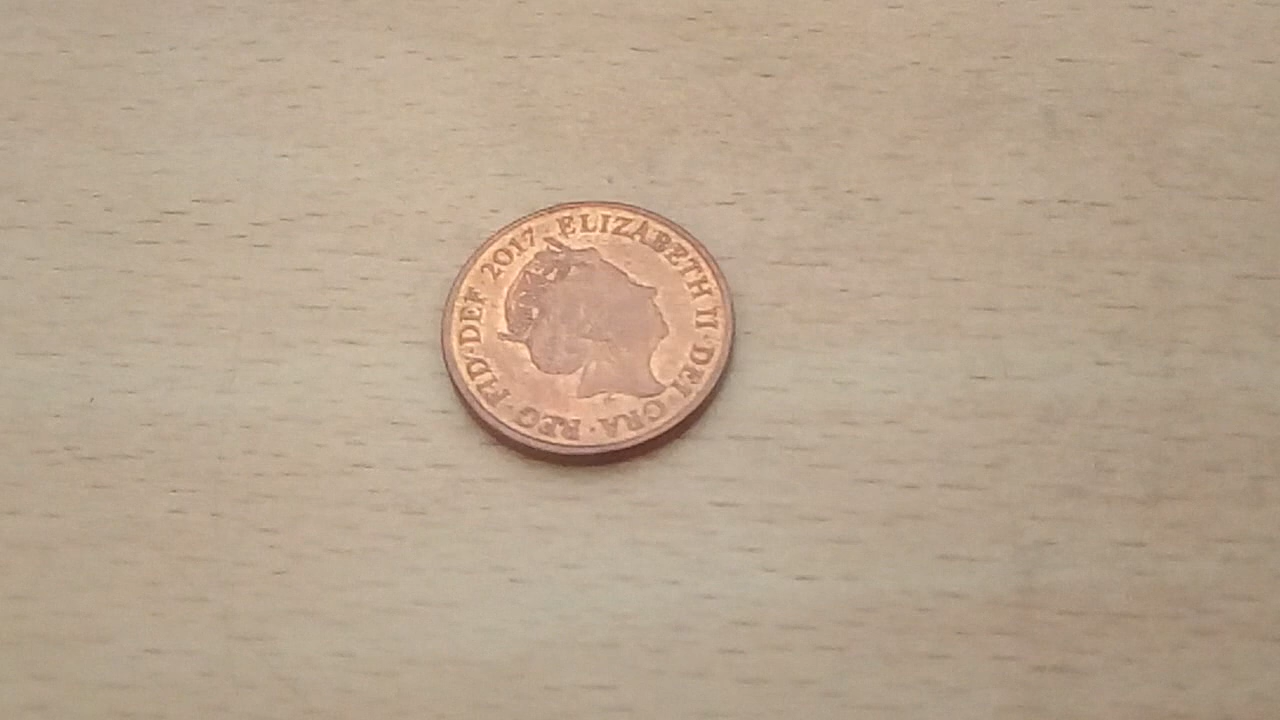 ELIZABETH II · DEI · GRA · REG · FID · DEF 2017